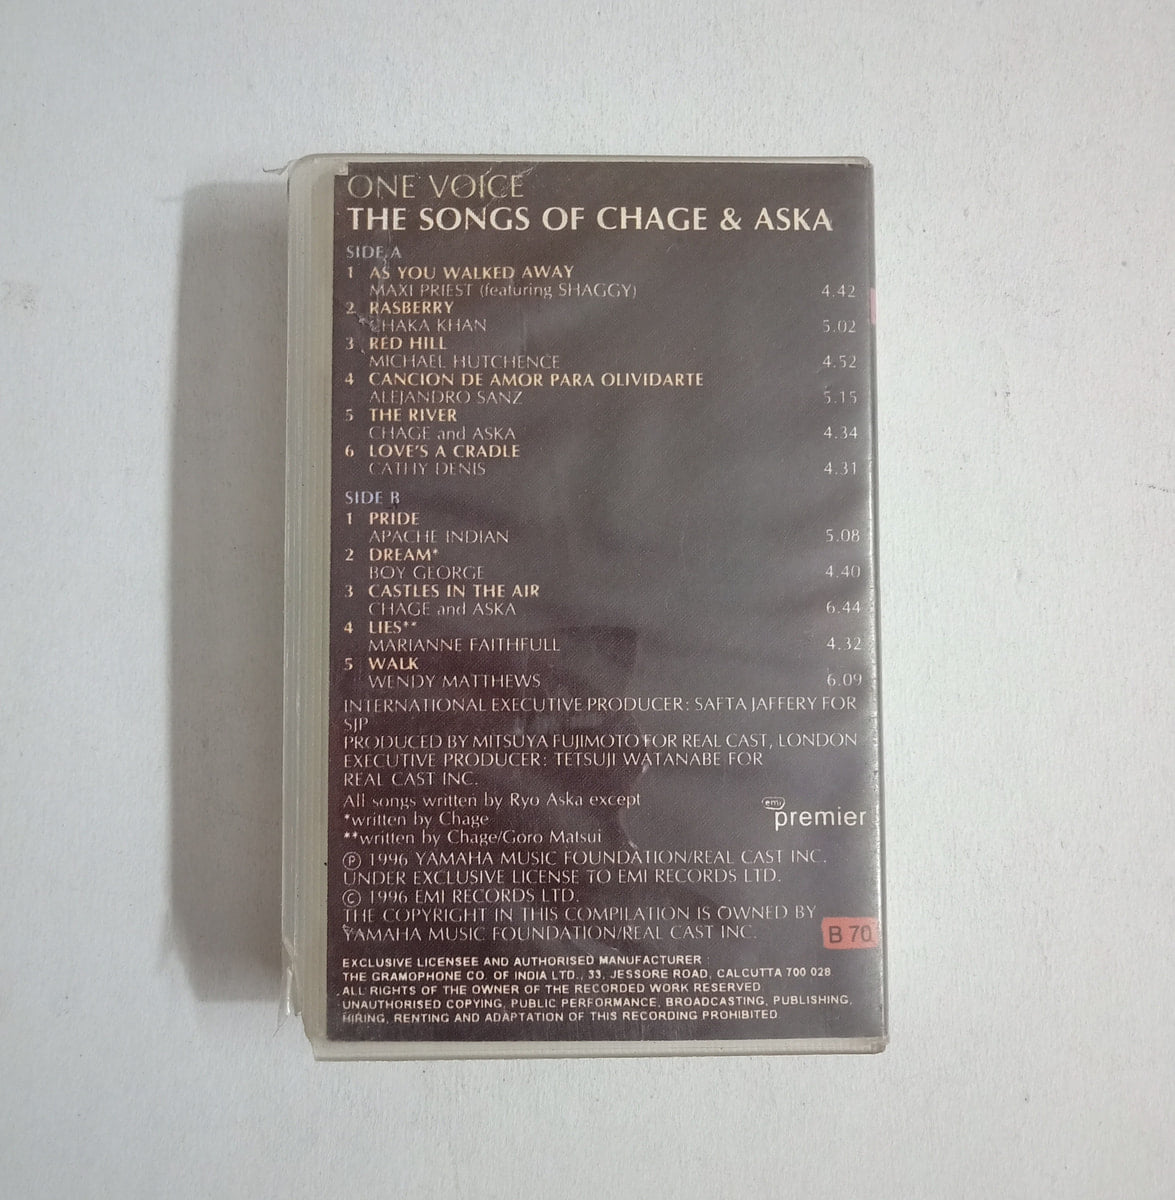 ONE VOICE
THE SONGS OF CHAGE & ASKA
SIDE A
1 AS YOU WALKED AWAY
MAXI PRIEST (featuring SHAGGY) 4.42
2 RASBERRY
CHAKA KHAN 5.02
3 RED HILL
MICHAEL HUTCHENCE 4.52
4 CANCION DE AMOR PARA OLIVIDARTE
ALEJANDRO SANZ 5.15
5 THE RIVER
CHAGE and ASKA 4.34
6 LOVE'S A CRADLE
CATHY DENIS 4.31
SIDE B
1 PRIDE
APACHE INDIAN 5.08
2 DREAM*
BOY GEORGE 4.40
3 CASTLES IN THE AIR
CHAGE and ASKA 6.44
4 LIES**
MARIANNE FAITHFULL 4.32
5 WALK
WENDY MATTHEWS 6.09
INTERNATIONAL EXECUTIVE PRODUCER: SAFTA JAFFERY FOR
SJP
PRODUCED BY MITSUYA FUJIMOTO FOR REAL CAST, LONDON
EXECUTIVE PRODUCER: TETSUJI WATANABE FOR
REAL CAST INC.
All songs written by Ryo Aska except
*written by Chage
**written by Chage/Goro Matsui
emi
premier
℗ 1996 YAMAHA MUSIC FOUNDATION/REAL CAST INC.
UNDER EXCLUSIVE LICENSE TO EMI RECORDS LTD.
© 1996 EMI RECORDS LTD.
THE COPYRIGHT IN THIS COMPILATION IS OWNED BY
YAMAHA MUSIC FOUNDATION/REAL CAST INC.
B 70
EXCLUSIVE LICENSEE AND AUTHORISED MANUFACTURER :
THE GRAMOPHONE CO. OF INDIA LTD., 33, JESSORE ROAD, CALCUTTA 700 028
ALL RIGHTS OF THE OWNER OF THE RECORDED WORK RESERVED
UNAUTHORISED COPYING, PUBLIC PERFORMANCE, BROADCASTING, PUBLISHING,
HIRING, RENTING AND ADAPTATION OF THIS RECORDING PROHIBITED